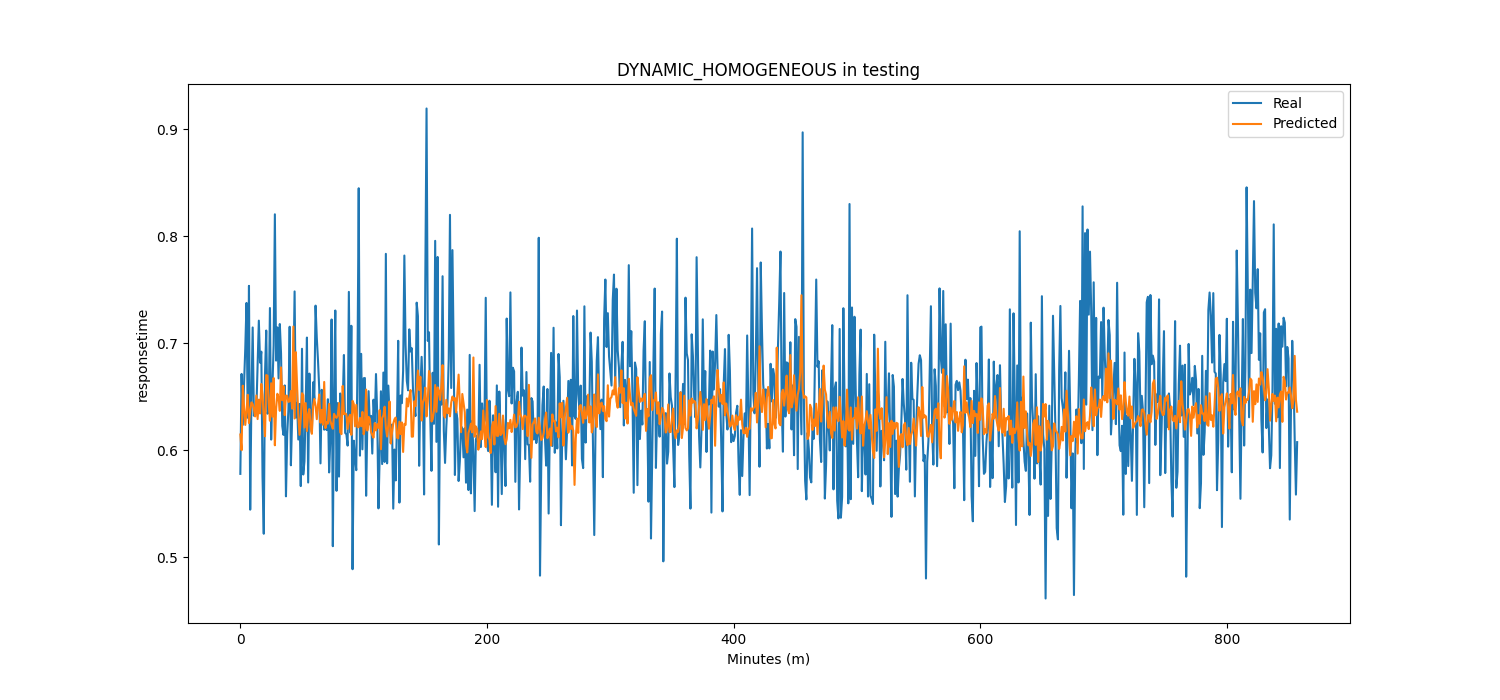 DYNAMIC_HOMOGENEOUS in testing
Real
Predicted
responsetime
0.9
0.8
0.7
0.6
0.5
0 200 400 600 800
Minutes (m)